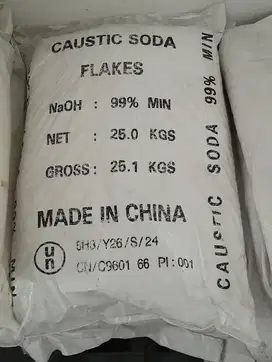 CAUSTIC SODA
FLAKES
NaOH : 99% MIN
NET : 25.0 KGS
GROSS : 25.1 KGS
MADE IN CHINA
un
5H3/Y26/S/24
CN/C9601 66 PI:001
CAUSTIC SODA 99% MIN